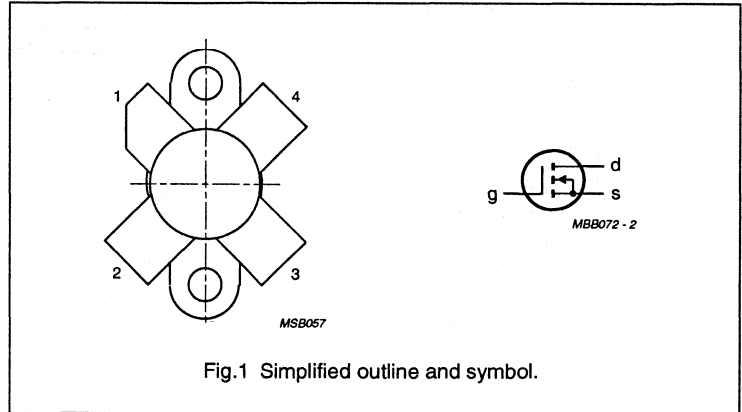 1
4
2
3
MSB057
g
d
s
MBB072 - 2
Fig.1 Simplified outline and symbol.